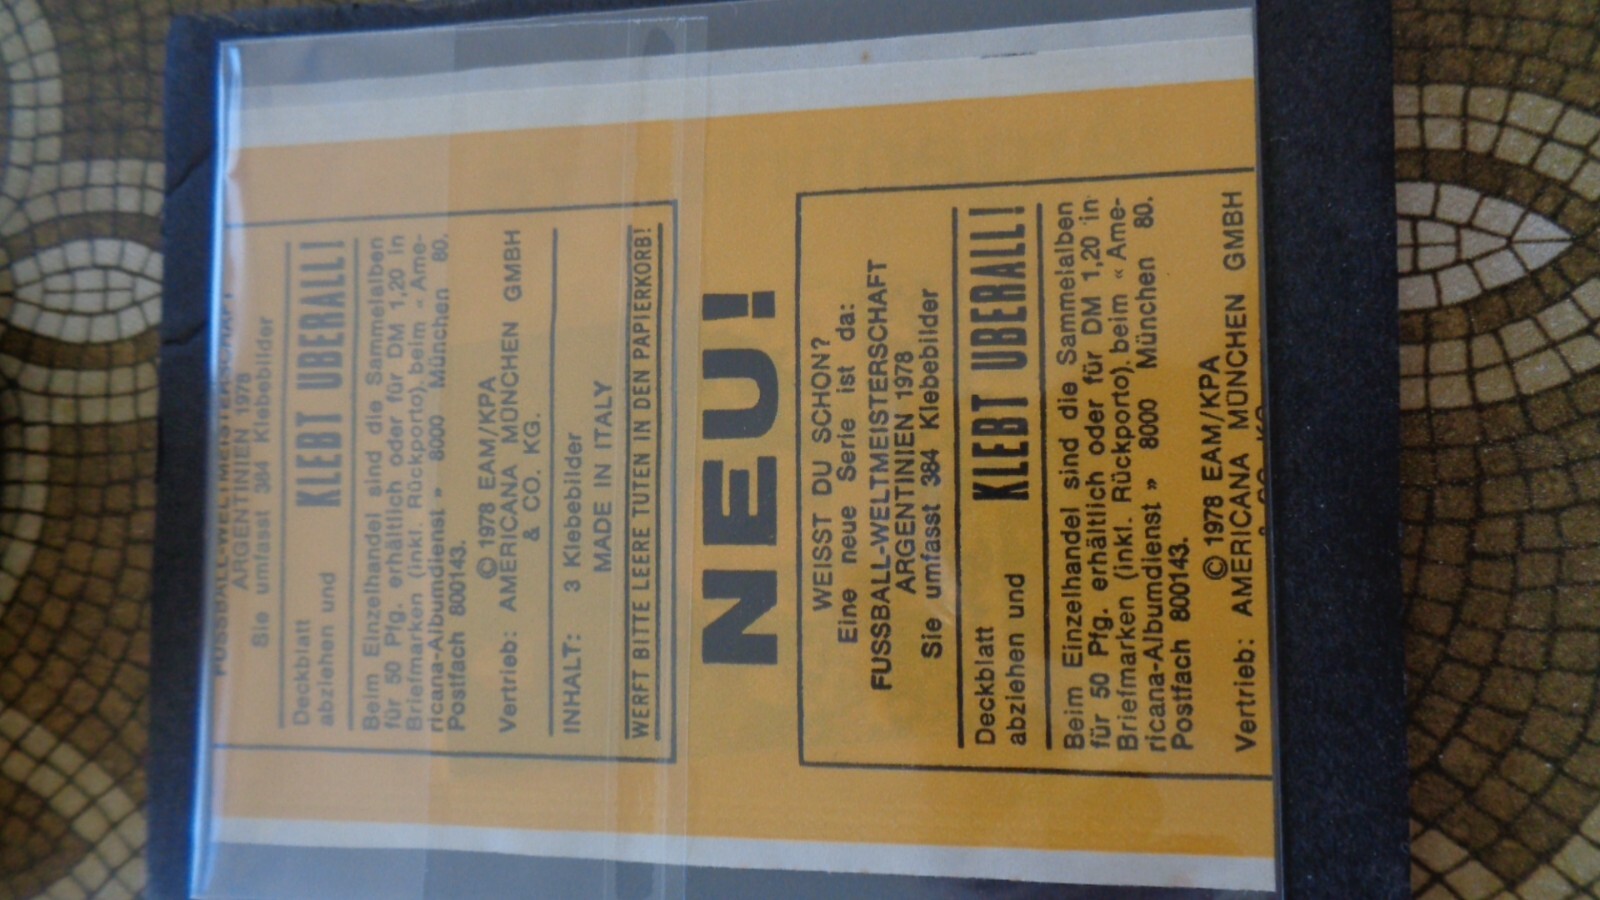 FUSSBALL-WELTMEISTERSCHAFT
ARGENTINIEN 1978
Sie umfasst 384 Klebebilder
Deckblatt
abziehen und KLEBT UBERALL!
Beim Einzelhandel sind die Sammelalben
für 50 Pfg. erhältlich oder für DM 1,20 in
Briefmarken (inkl. Rückporto), beim « Ame-
ricana-Albumdienst » 8000 München 80.
Postfach 800143.
© 1978 EAM/KPA
Vertrieb: AMERICANA MÜNCHEN GMBH
& CO. KG.
INHALT: 3 Klebebilder
MADE IN ITALY
WERFT BITTE LEERE TUTEN IN DEN PAPIERKORB!
NEU!
WEISST DU SCHON?
Eine neue Serie ist da:
FUSSBALL-WELTMEISTERSCHAFT
ARGENTINIEN 1978
Sie umfasst 384 Klebebilder
Deckblatt
abziehen und KLEBT UBERALL!
Beim Einzelhandel sind die Sammelalben
für 50 Pfg. erhältlich oder für DM 1,20 in
Briefmarken (inkl. Rückporto), beim « Ame-
ricana-Albumdienst » 8000 München 80.
Postfach 800143.
© 1978 EAM/KPA
Vertrieb: AMERICANA MÜNCHEN GMBH